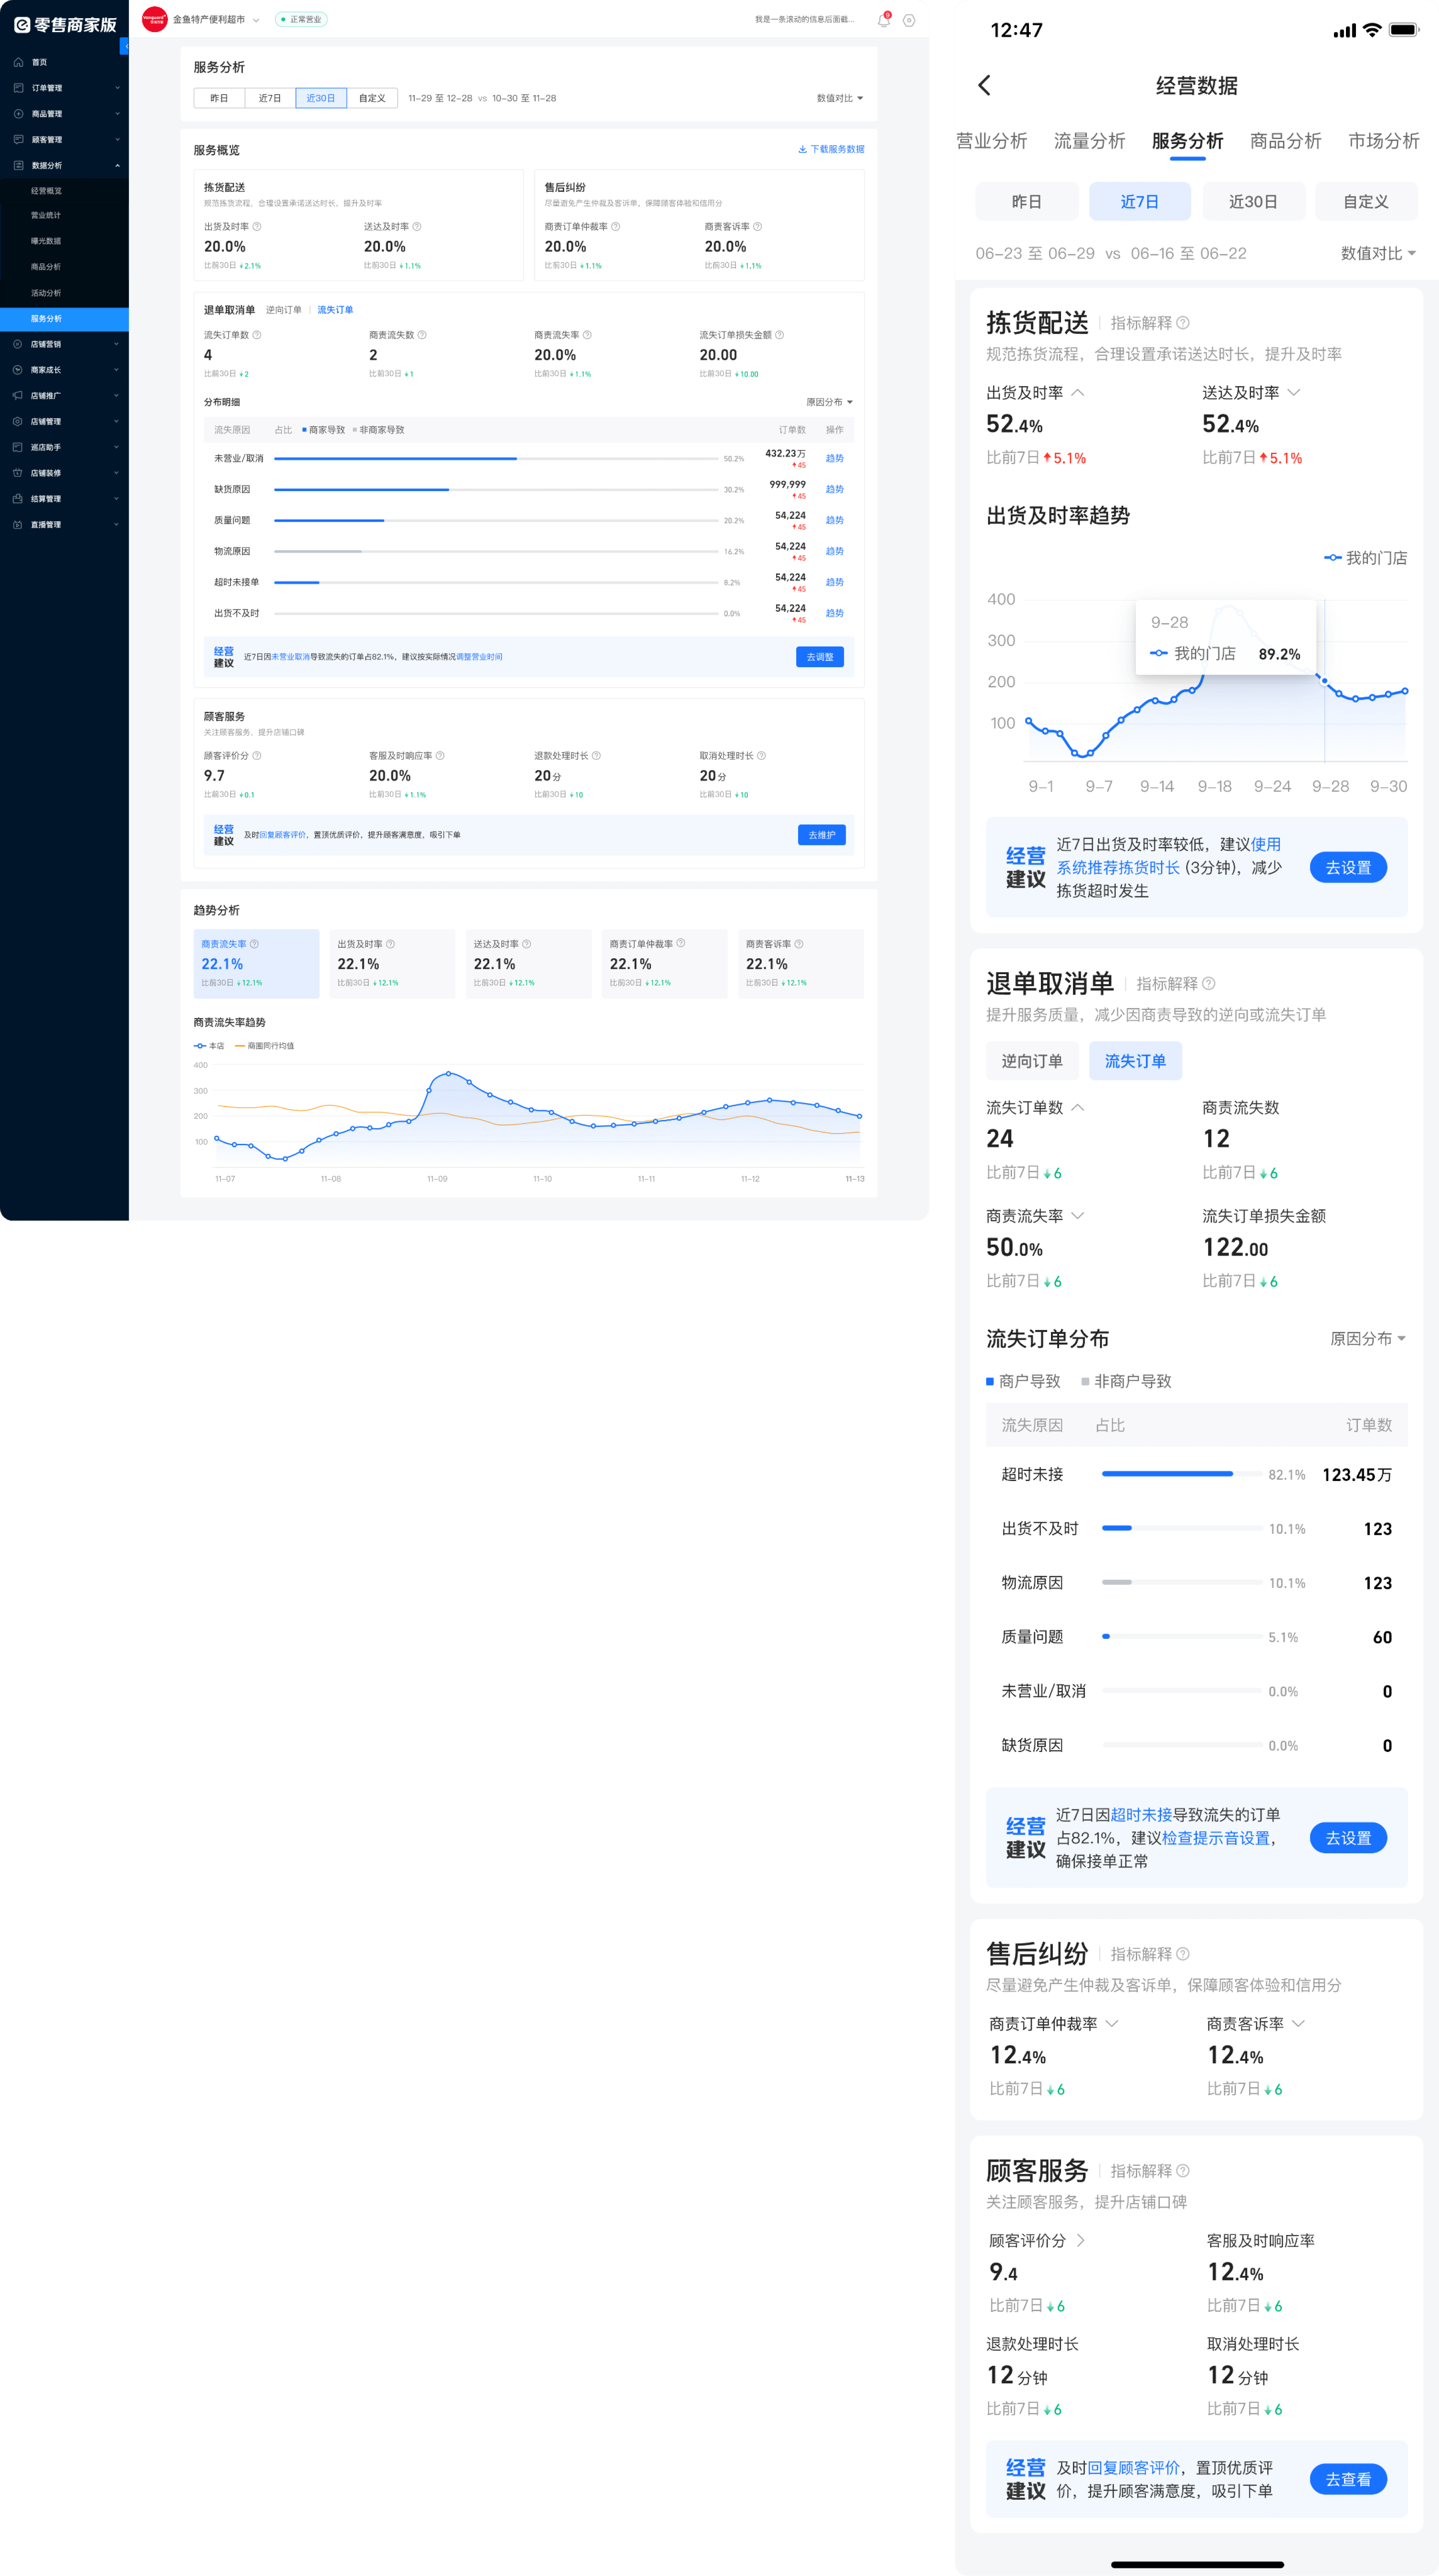 零售商家版
首页
订单管理
商品管理
顾客管理
数据分析
经营概览
营业统计
曝光数据
商品分析
活动分析
服务分析
店铺营销
商家成长
店铺推广
店铺管理
巡店助手
店铺装修
结算管理
直播管理
金鱼特产便利超市 正常营业 我是一条滚动的信息后面截...
服务分析
昨日 近7日 近30日 自定义 11-29 至 12-28 vs 10-30 至 11-28 数值对比
服务概览 下载服务数据
拣货配送
规范拣货流程，合理设置承诺送达时长，提升及时率
出货及时率 送达及时率
20.0% 20.0%
比前30日 2.1% 比前30日 1.1%
售后纠纷
尽量避免产生仲裁及客诉单，保障顾客体验和信用分
商责订单仲裁率 商责客诉率
20.0% 20.0%
比前30日 1.1% 比前30日 1.1%
退单取消单 逆向订单 流失订单
流失订单数 商责流失数 商责流失率 流失订单损失金额
4 2 20.0% 20.00
比前30日 2 比前30日 1 比前30日 1.1% 比前30日 10.00
分布明细 原因分布
流失原因 占比 商家导致 非商家导致 订单数 操作
未营业/取消 50.2% 432.23万 45 趋势
缺货原因 30.2% 999,999 45 趋势
质量问题 20.2% 54,224 45 趋势
物流原因 16.2% 54,224 45 趋势
超时未接单 8.2% 54,224 45 趋势
出货不及时 0.0% 54,224 45 趋势
经营建议 近7日因未营业取消导致流失的订单占82.1%，建议按实际情况调整营业时间 去调整
顾客服务
关注顾客服务，提升店铺口碑
顾客评价分 客服及时响应率 退款处理时长 取消处理时长
9.7 20.0% 20分 20分
比前30日 0.1 比前30日 1.1% 比前30日 10 比前30日 10
经营建议 及时回复顾客评价，置顶优质评价，提升顾客满意度，吸引下单 去维护
趋势分析
商责流失率 出货及时率 送达及时率 商责订单仲裁率 商责客诉率
22.1% 22.1% 22.1% 22.1% 22.1%
比前30日 12.1% 比前30日 12.1% 比前30日 12.1% 比前30日 12.1% 比前30日 12.1%
商责流失率趋势
本店 商圈同行均值
400
300
200
100
11-07 11-08 11-09 11-10 11-11 11-12 11-13
12:47
经营数据
营业分析 流量分析 服务分析 商品分析 市场分析
昨日 近7日 近30日 自定义
06-23 至 06-29 vs 06-16 至 06-22 数值对比
拣货配送 指标解释
规范拣货流程，合理设置承诺送达时长，提升及时率
出货及时率 送达及时率
52.4% 52.4%
比前7日 5.1% 比前7日 5.1%
出货及时率趋势
我的门店
400
300
200
100
9-28
我的门店 89.2%
9-1 9-7 9-14 9-18 9-24 9-28 9-30
经营建议
近7日出货及时率较低，建议使用
系统推荐拣货时长 (3分钟)，减少
拣货超时发生
去设置
退单取消单 指标解释
提升服务质量，减少因商责导致的逆向或流失订单
逆向订单 流失订单
流失订单数 商责流失数
24 12
比前7日 6 比前7日 6
商责流失率 流失订单损失金额
50.0% 122.00
比前7日 6 比前7日 6
流失订单分布 原因分布
商户导致 非商户导致
流失原因 占比 订单数
超时未接 82.1% 123.45万
出货不及时 10.1% 123
物流原因 10.1% 123
质量问题 5.1% 60
未营业/取消 0.0% 0
缺货原因 0.0% 0
经营建议
近7日因超时未接导致流失的订单
占82.1%，建议检查提示音设置，
确保接单正常
去设置
售后纠纷 指标解释
尽量避免产生仲裁及客诉单，保障顾客体验和信用分
商责订单仲裁率 商责客诉率
12.4% 12.4%
比前7日 6 比前7日 6
顾客服务 指标解释
关注顾客服务，提升店铺口碑
顾客评价分 客服及时响应率
9.4 12.4%
比前7日 6 比前7日 6
退款处理时长 取消处理时长
12分钟 12分钟
比前7日 6 比前7日 6
经营建议
及时回复顾客评价，置顶优质评
价，提升顾客满意度，吸引下单
去查看